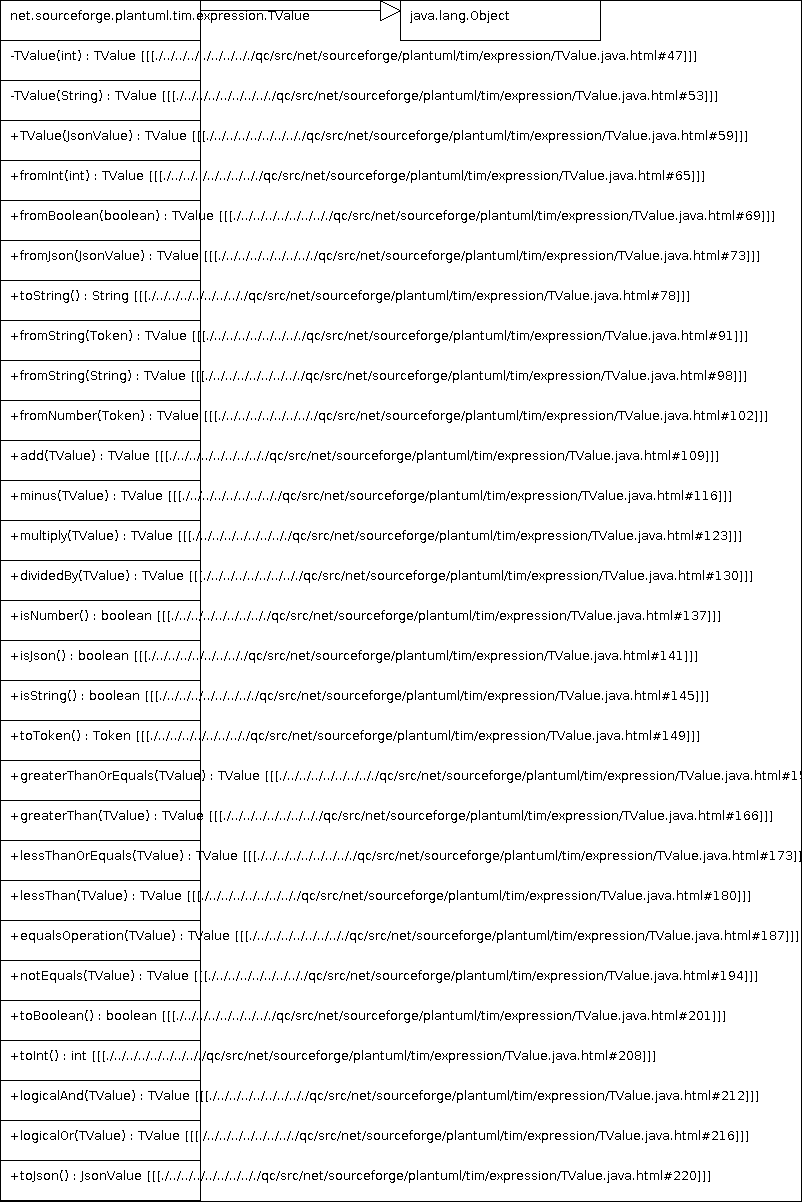 net.sourceforge.plantuml.tim.expression.TValue
java.lang.Object
-TValue(int) : TValue [[[./../../../../../../../qc/src/net/sourceforge/plantuml/tim/expression/TValue.java.html#47]]]
-TValue(String) : TValue [[[./../../../../../../../qc/src/net/sourceforge/plantuml/tim/expression/TValue.java.html#53]]]
+TValue(JsonValue) : TValue [[[./../../../../../../../qc/src/net/sourceforge/plantuml/tim/expression/TValue.java.html#59]]]
+fromInt(int) : TValue [[[./../../../../../../../qc/src/net/sourceforge/plantuml/tim/expression/TValue.java.html#65]]]
+fromBoolean(boolean) : TValue [[[./../../../../../../../qc/src/net/sourceforge/plantuml/tim/expression/TValue.java.html#69]]]
+fromJson(JsonValue) : TValue [[[./../../../../../../../qc/src/net/sourceforge/plantuml/tim/expression/TValue.java.html#73]]]
+toString() : String [[[./../../../../../../../qc/src/net/sourceforge/plantuml/tim/expression/TValue.java.html#78]]]
+fromString(Token) : TValue [[[./../../../../../../../qc/src/net/sourceforge/plantuml/tim/expression/TValue.java.html#91]]]
+fromString(String) : TValue [[[./../../../../../../../qc/src/net/sourceforge/plantuml/tim/expression/TValue.java.html#98]]]
+fromNumber(Token) : TValue [[[./../../../../../../../qc/src/net/sourceforge/plantuml/tim/expression/TValue.java.html#102]]]
+add(TValue) : TValue [[[./../../../../../../../qc/src/net/sourceforge/plantuml/tim/expression/TValue.java.html#109]]]
+minus(TValue) : TValue [[[./../../../../../../../qc/src/net/sourceforge/plantuml/tim/expression/TValue.java.html#116]]]
+multiply(TValue) : TValue [[[./../../../../../../../qc/src/net/sourceforge/plantuml/tim/expression/TValue.java.html#123]]]
+dividedBy(TValue) : TValue [[[./../../../../../../../qc/src/net/sourceforge/plantuml/tim/expression/TValue.java.html#130]]]
+isNumber() : boolean [[[./../../../../../../../qc/src/net/sourceforge/plantuml/tim/expression/TValue.java.html#137]]]
+isJson() : boolean [[[./../../../../../../../qc/src/net/sourceforge/plantuml/tim/expression/TValue.java.html#141]]]
+isString() : boolean [[[./../../../../../../../qc/src/net/sourceforge/plantuml/tim/expression/TValue.java.html#145]]]
+toToken() : Token [[[./../../../../../../../qc/src/net/sourceforge/plantuml/tim/expression/TValue.java.html#149]]]
+greaterThanOrEquals(TValue) : TValue [[[./../../../../../../../qc/src/net/sourceforge/plantuml/tim/expression/TValue.java.html#15
+greaterThan(TValue) : TValue [[[./../../../../../../../qc/src/net/sourceforge/plantuml/tim/expression/TValue.java.html#166]]]
+lessThanOrEquals(TValue) : TValue [[[./../../../../../../../qc/src/net/sourceforge/plantuml/tim/expression/TValue.java.html#173]]
+lessThan(TValue) : TValue [[[./../../../../../../../qc/src/net/sourceforge/plantuml/tim/expression/TValue.java.html#180]]]
+equalsOperation(TValue) : TValue [[[./../../../../../../../qc/src/net/sourceforge/plantuml/tim/expression/TValue.java.html#187]]]
+notEquals(TValue) : TValue [[[./../../../../../../../qc/src/net/sourceforge/plantuml/tim/expression/TValue.java.html#194]]]
+toBoolean() : boolean [[[./../../../../../../../qc/src/net/sourceforge/plantuml/tim/expression/TValue.java.html#201]]]
+toInt() : int [[[./../../../../../../../qc/src/net/sourceforge/plantuml/tim/expression/TValue.java.html#208]]]
+logicalAnd(TValue) : TValue [[[./../../../../../../../qc/src/net/sourceforge/plantuml/tim/expression/TValue.java.html#212]]]
+logicalOr(TValue) : TValue [[[./../../../../../../../qc/src/net/sourceforge/plantuml/tim/expression/TValue.java.html#216]]]
+toJson() : JsonValue [[[./../../../../../../../qc/src/net/sourceforge/plantuml/tim/expression/TValue.java.html#220]]]